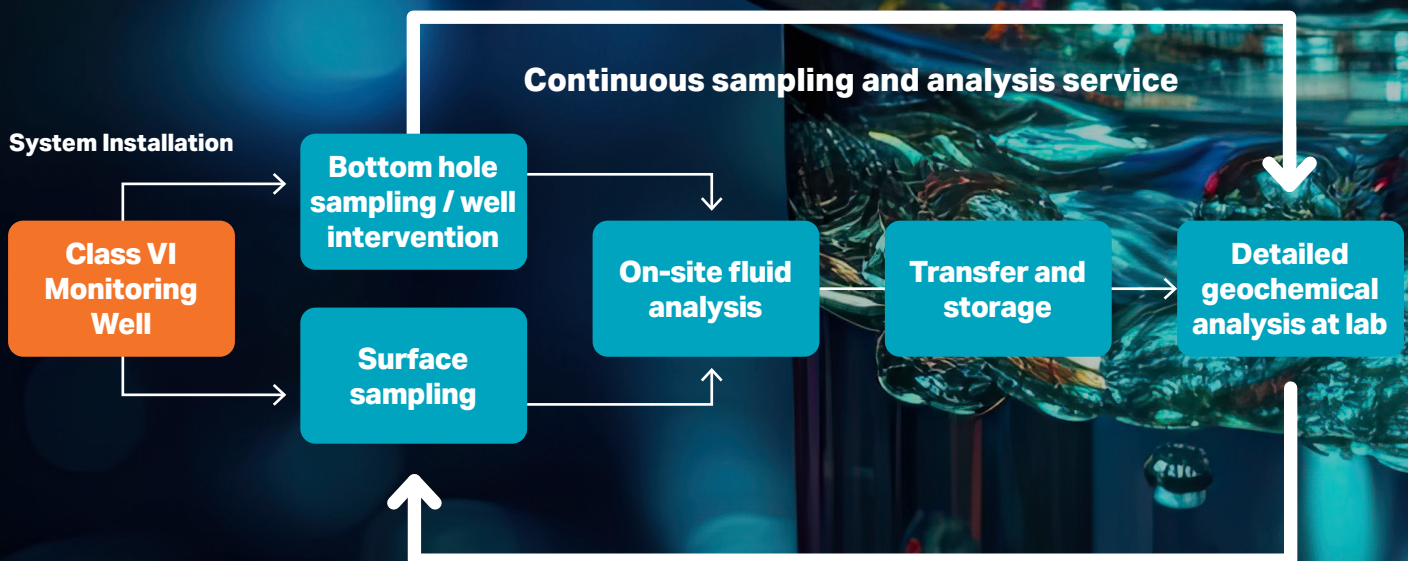 Continuous sampling and analysis service
System Installation
Class VI
Monitoring
Well
Bottom hole
sampling / well
intervention
Surface
sampling
On-site fluid
analysis
Transfer and
storage
Detailed
geochemical
analysis at lab